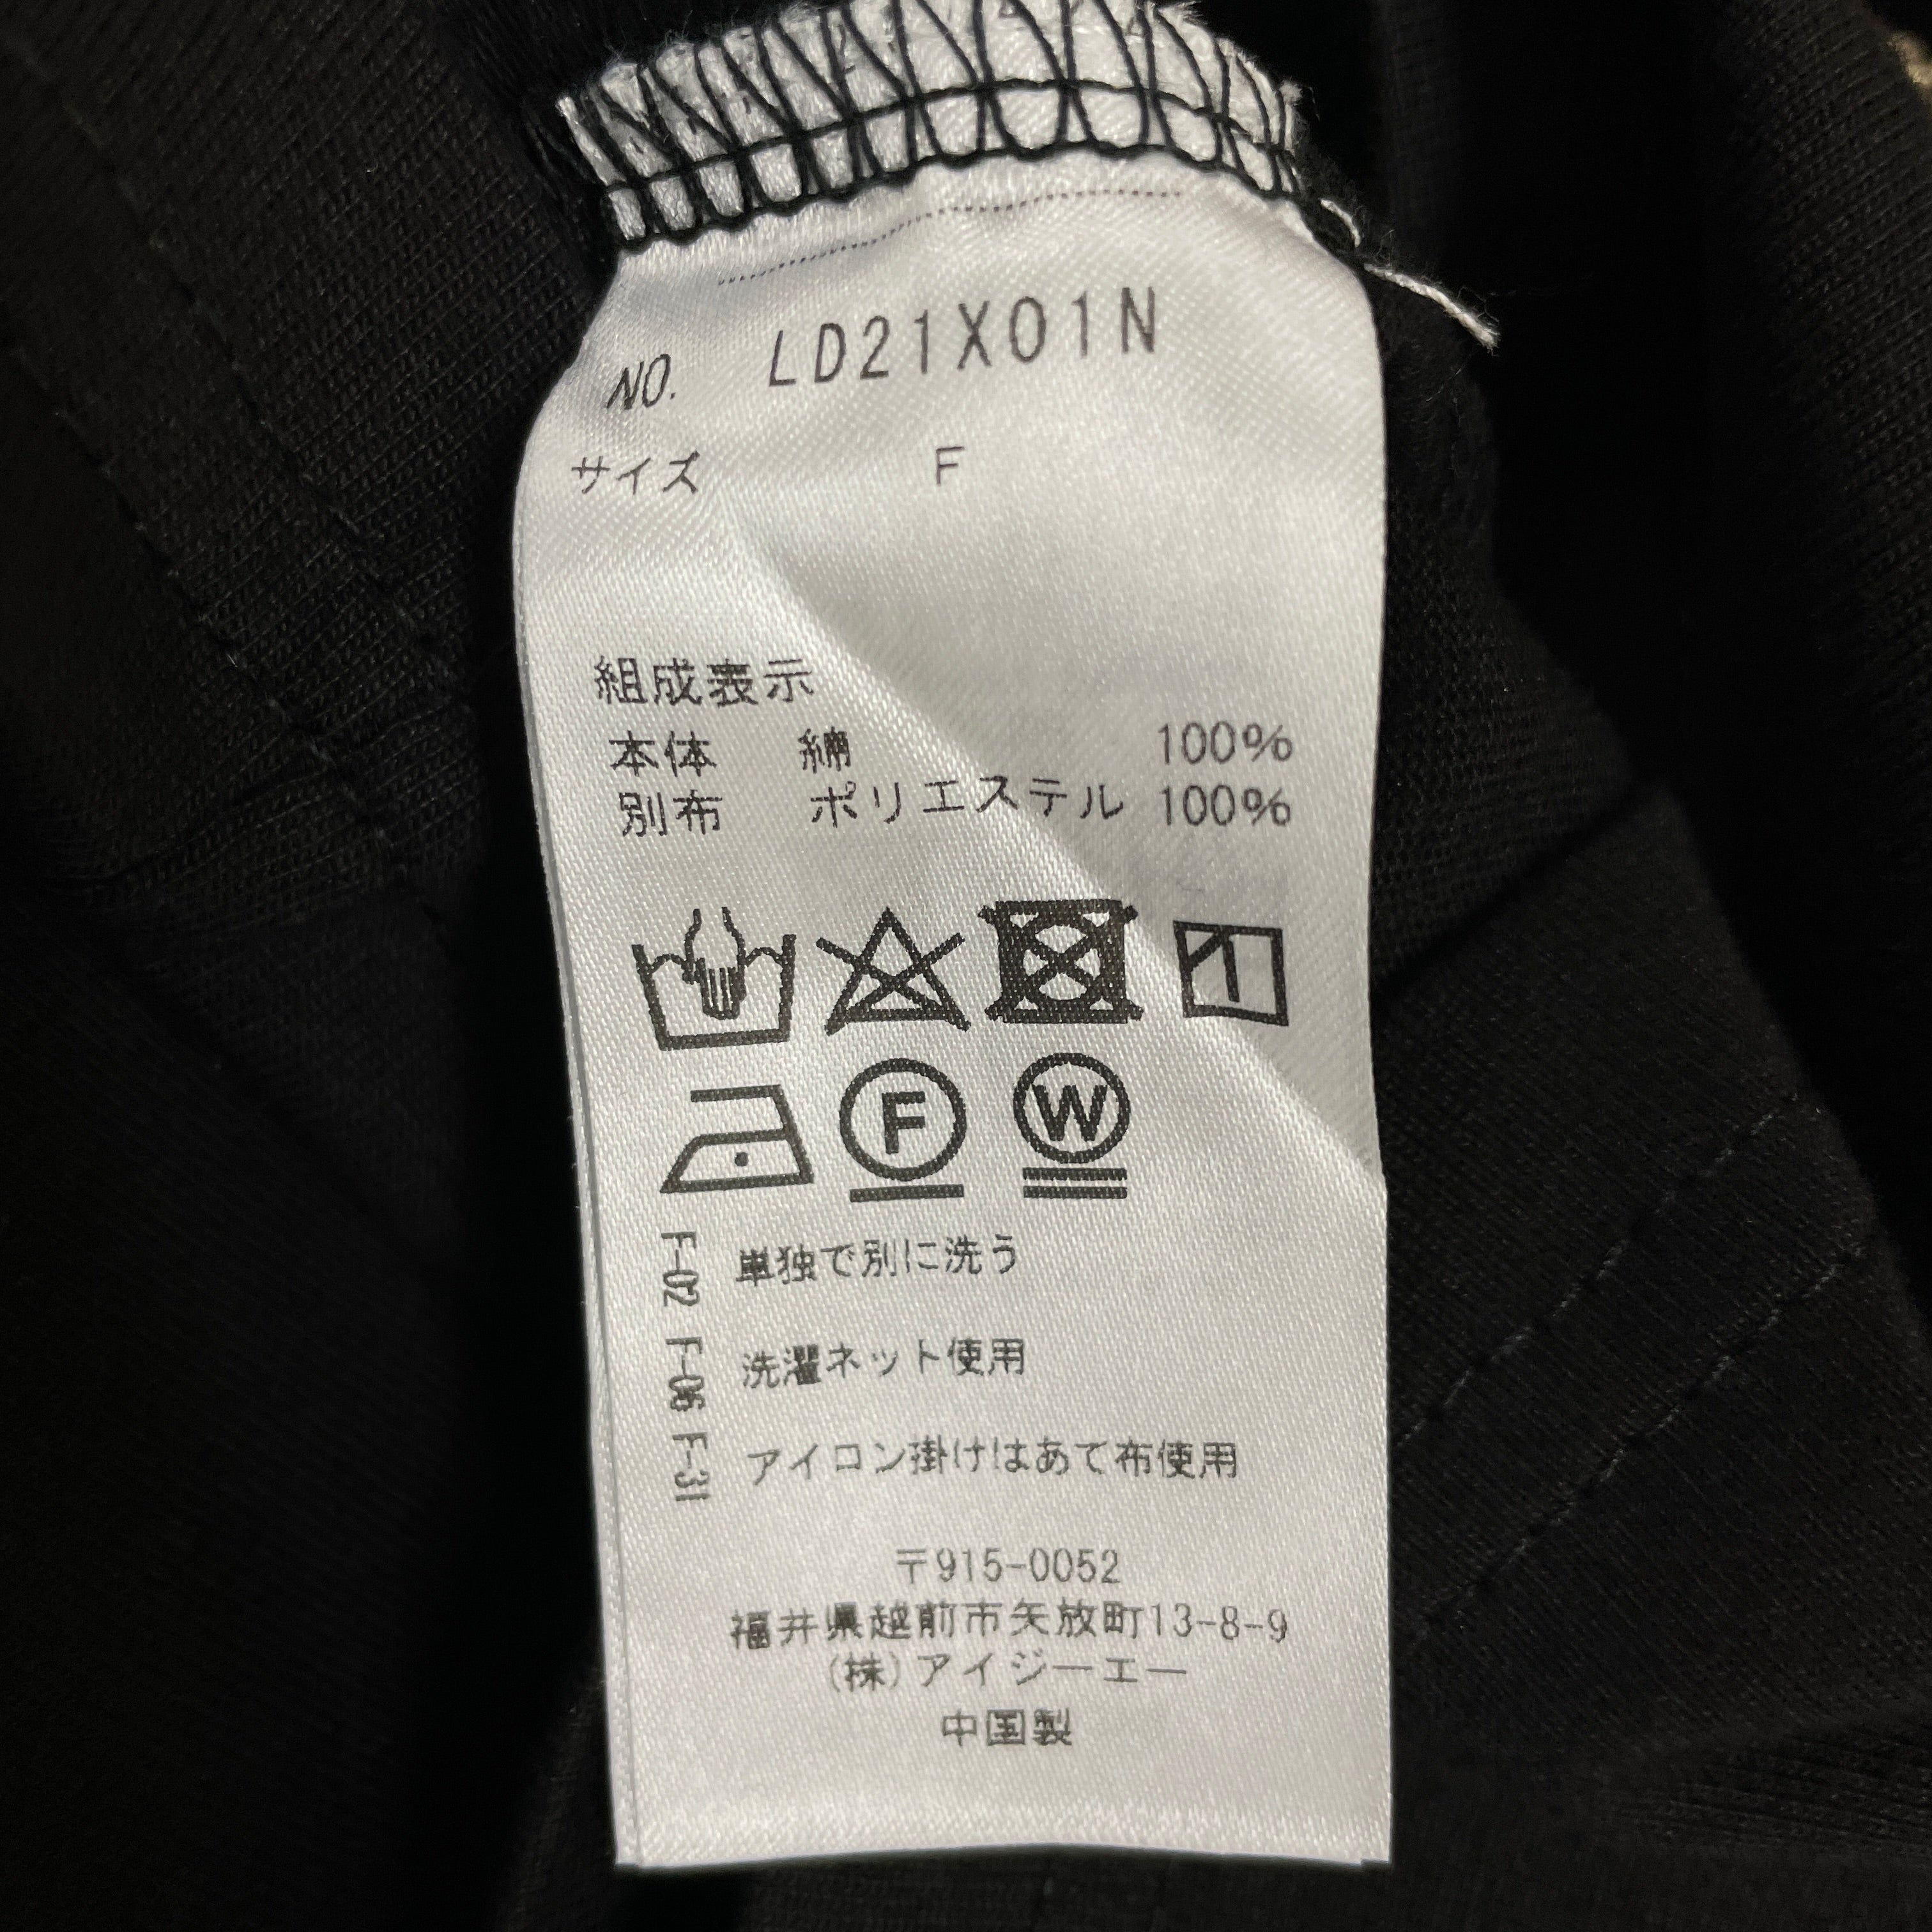 NO. LD21X01N
サイズ F
組成表示
本体 綿 100%
別布 ポリエステル 100%
F W
F-02 単独で別に洗う
F-06 洗濯ネット使用
F-31 アイロン掛けはあて布使用
〒915-0052
福井県越前市矢放町13-8-9
(株)アイジーエー
中国製